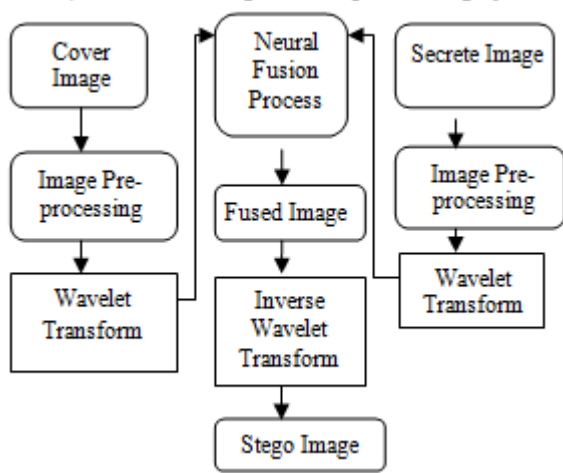 Cover
Image
Image Pre-
processing
Wavelet
Transform
Neural
Fusion
Process
Fused Image
Inverse
Wavelet
Transform
Stego Image
Secrete Image
Image Pre-
processing
Wavelet
Transform